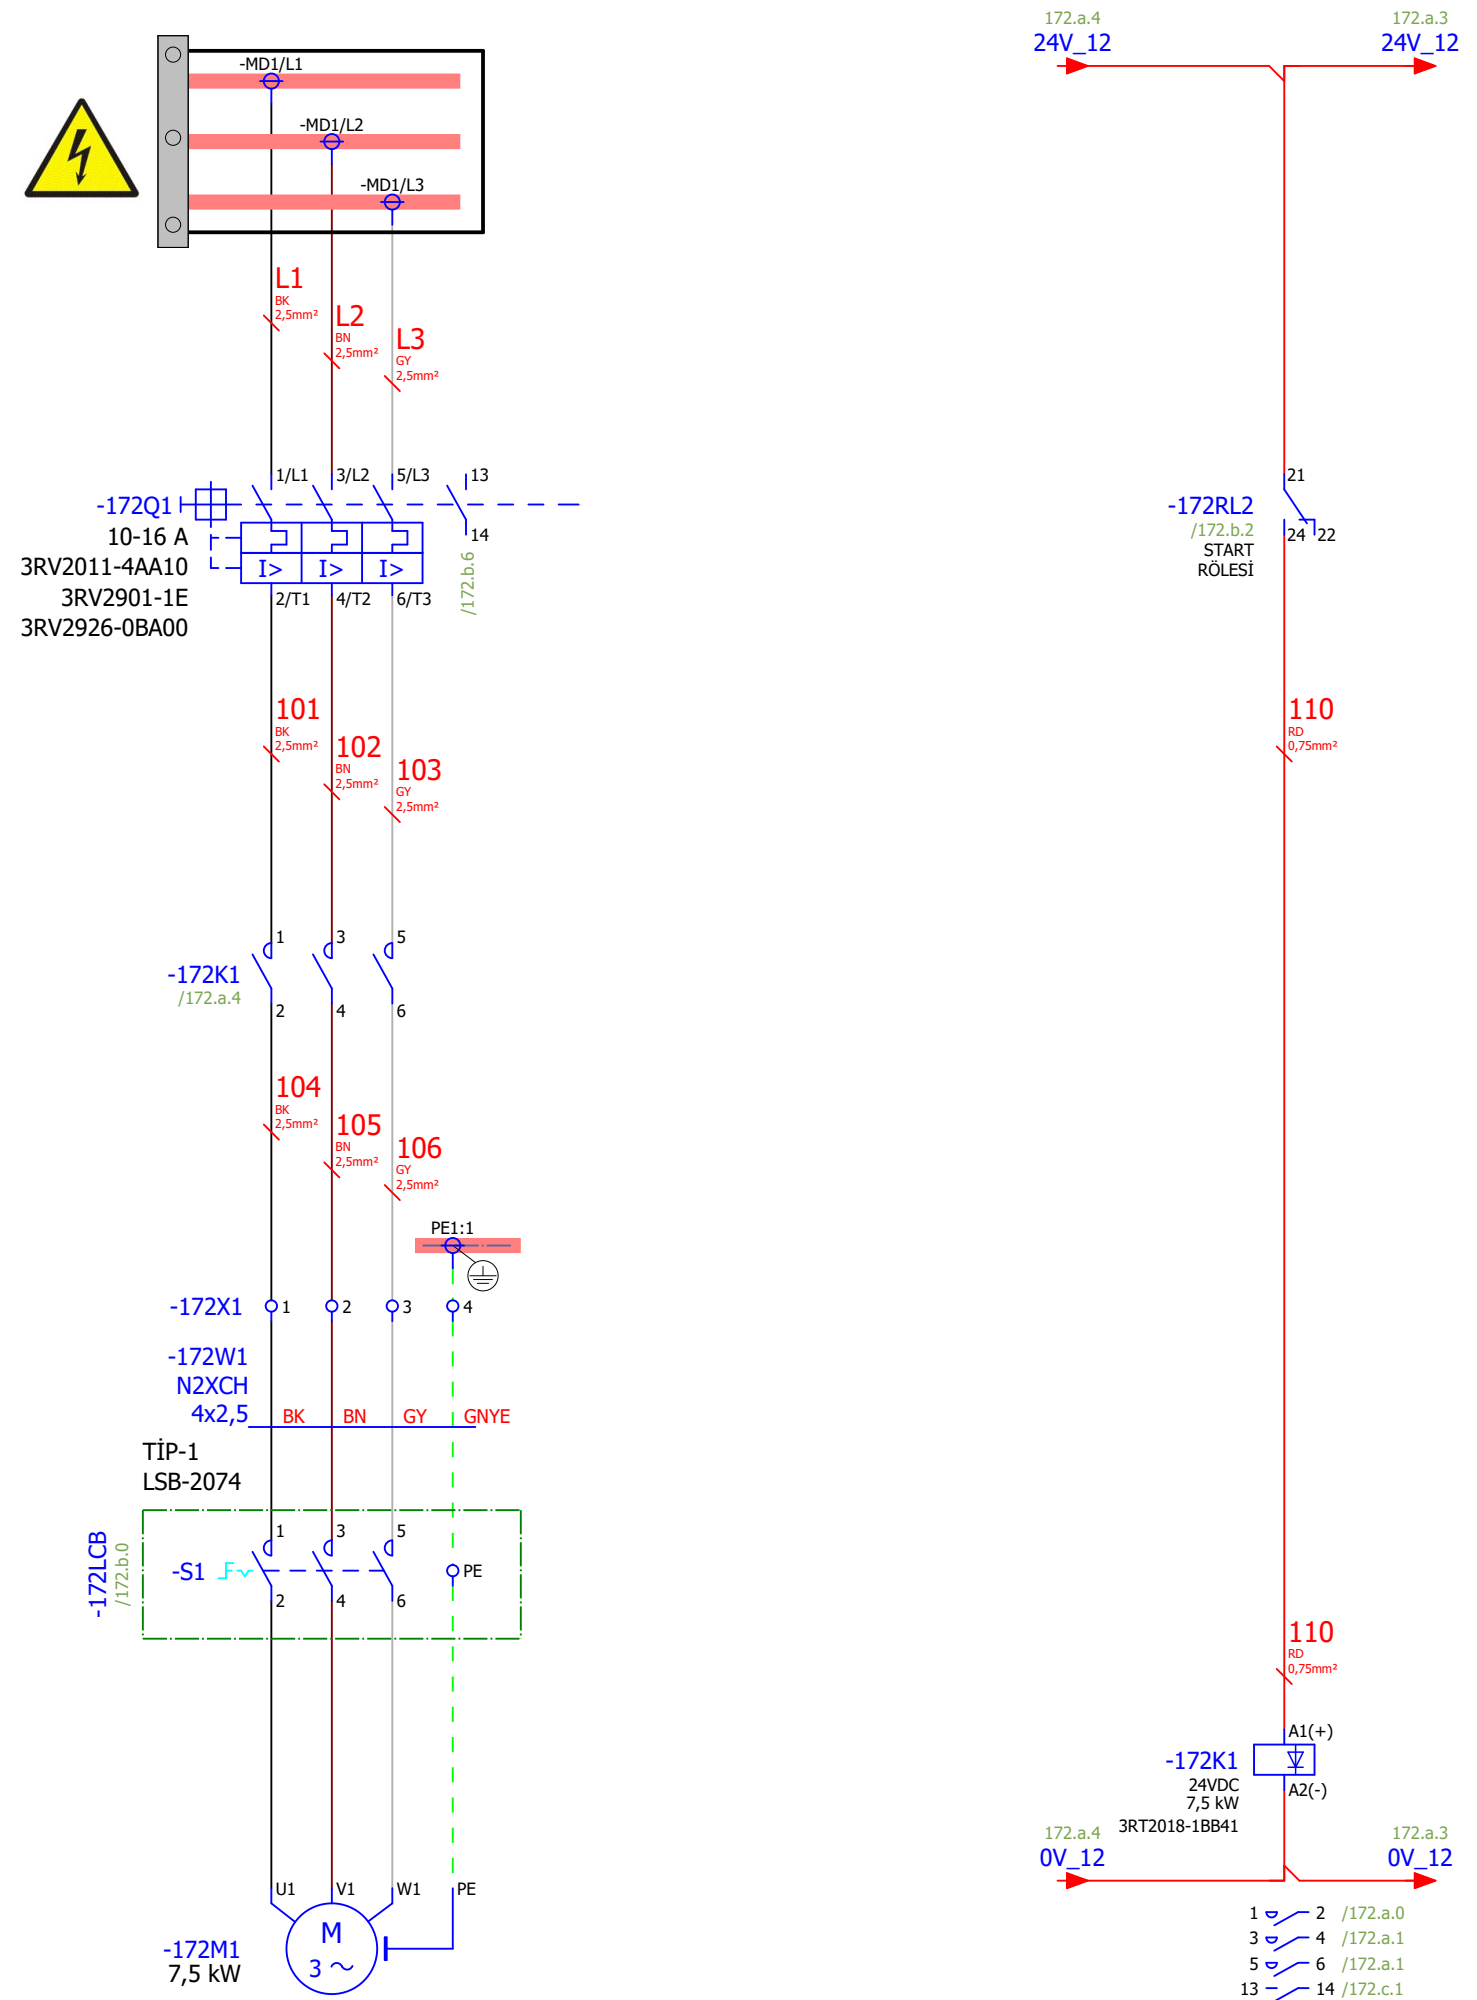 172.a.4
24V_12
172.a.3
24V_12
-MD1/L1
-MD1/L2
-MD1/L3
L1
BK
2,5mm²
L2
BN
2,5mm²
L3
GY
2,5mm²
-172Q1
10-16 A
3RV2011-4AA10
3RV2901-1E
3RV2926-0BA00
1/L1
3/L2
5/L3
13
14
/172.b.6
I>
I>
I>
2/T1
4/T2
6/T3
-172RL2
/172.b.2
START
RÖLESİ
21
24
22
101
BK
2,5mm²
102
BN
2,5mm²
103
GY
2,5mm²
110
RD
0,75mm²
-172K1
/172.a.4
1
3
5
2
4
6
104
BK
2,5mm²
105
BN
2,5mm²
106
GY
2,5mm²
PE1:1
-172X1
1
2
3
4
-172W1
N2XCH
4x2,5
BK
BN
GY
GNYE
TİP-1
LSB-2074
-172LCB
/172.b.0
-S1
1
3
5
2
4
6
PE
110
RD
0,75mm²
-172K1
24VDC
7,5 kW
3RT2018-1BB41
A1(+)
A2(-)
172.a.4
0V_12
172.a.3
0V_12
U1
V1
W1
PE
M
3
-172M1
7,5 kW
1 2 /172.a.0
3 4 /172.a.1
5 6 /172.a.1
13 14 /172.c.1